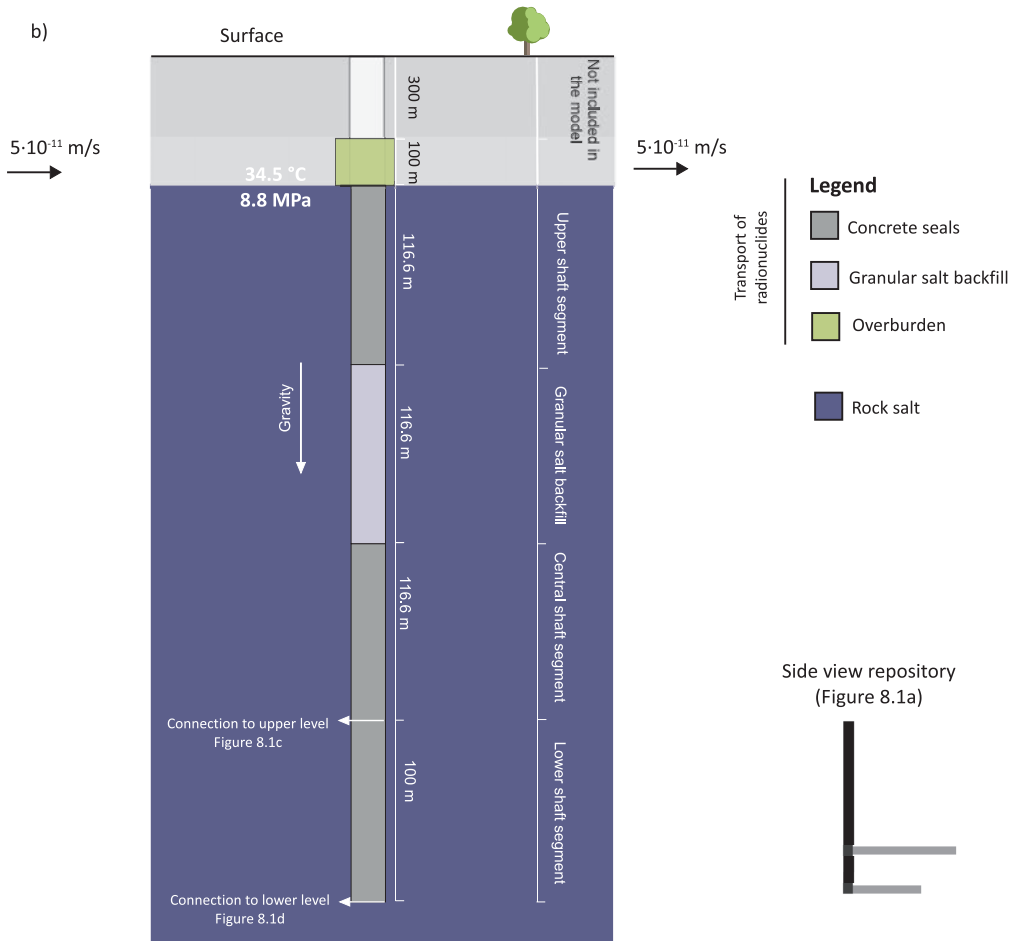 b)
Surface
300 m
Not included in
the model
5·10⁻¹¹ m/s
5·10⁻¹¹ m/s
100 m
34.5 °C
8.8 MPa
116.6 m
Upper shaft segment
Gravity
116.6 m
Granular salt backfill
116.6 m
Central shaft segment
Connection to upper level
Figure 8.1c
100 m
Lower shaft segment
Connection to lower level
Figure 8.1d
Transport of
radionuclides
Legend
Concrete seals
Granular salt backfill
Overburden
Rock salt
Side view repository
(Figure 8.1a)